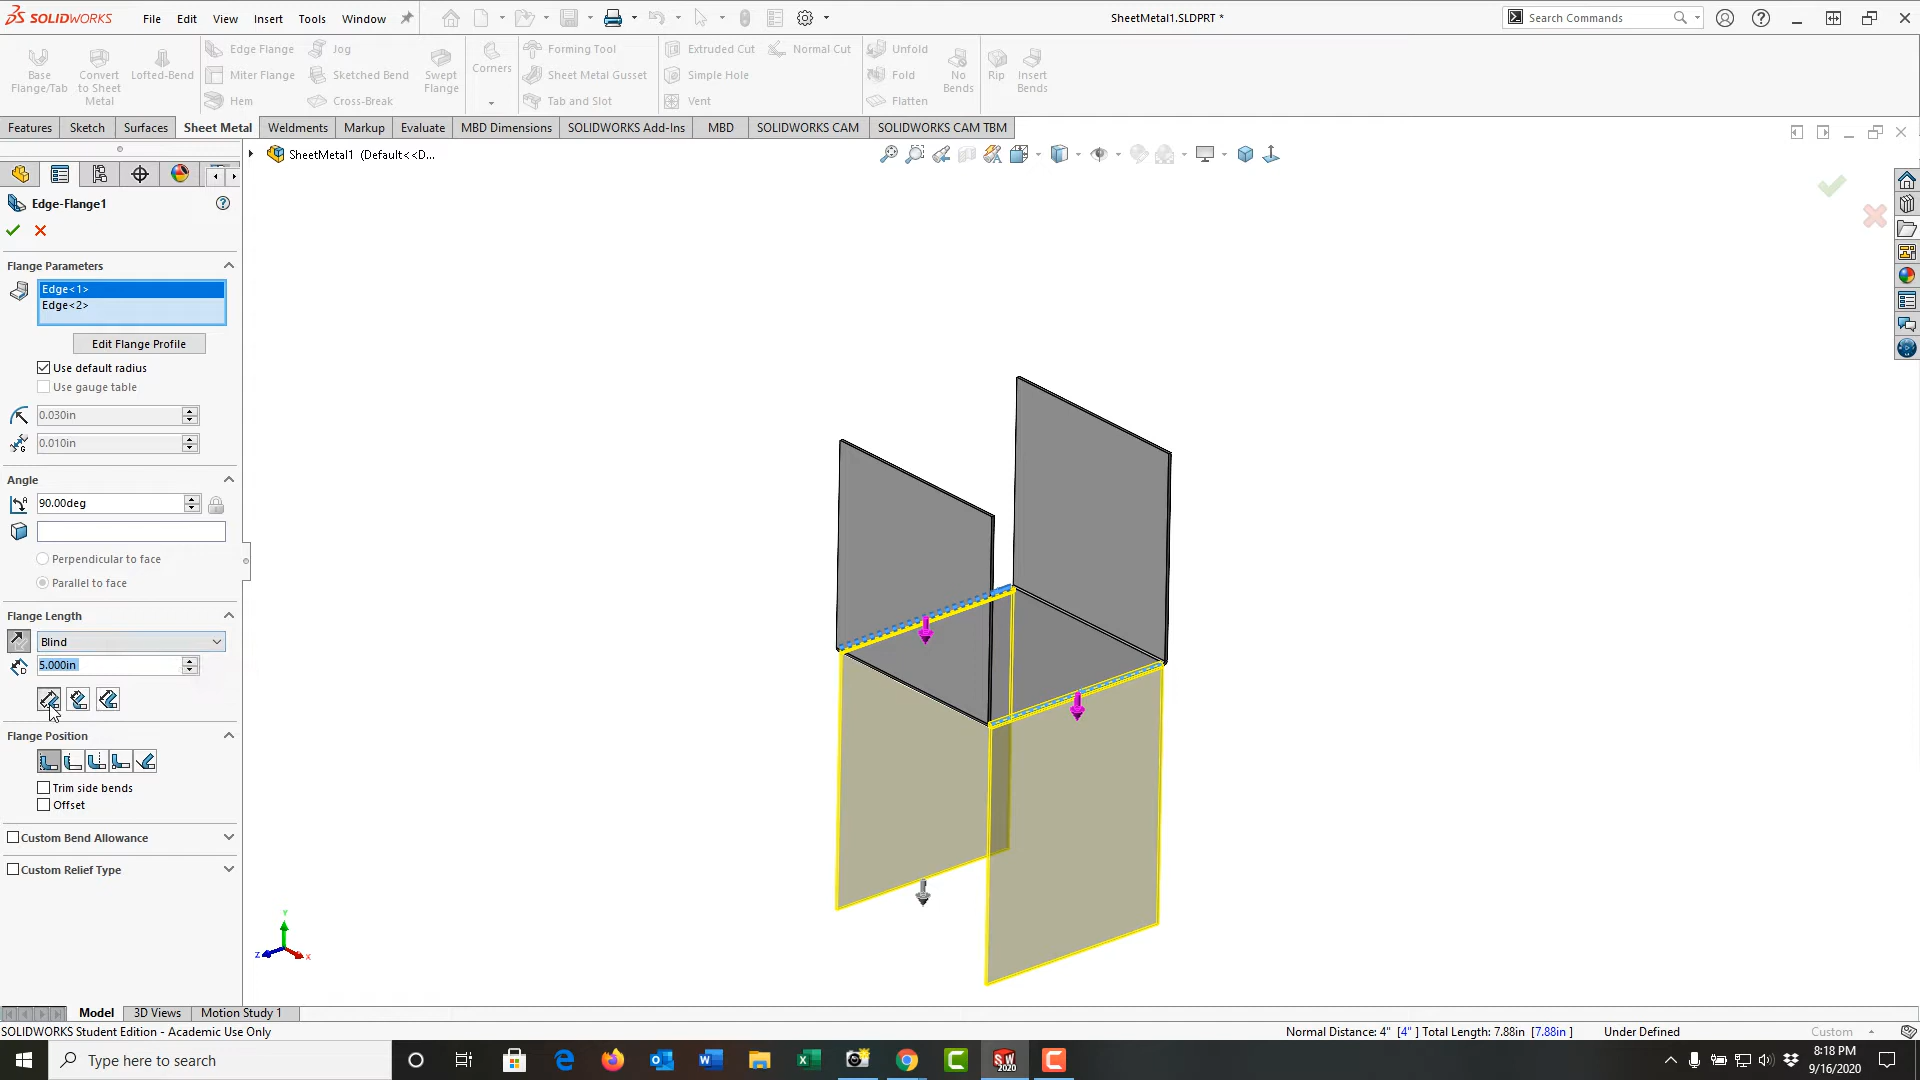 SOLIDWORKS
File Edit View Insert Tools Window
SheetMetal1.SLDPRT *
Search Commands
Base Flange/Tab
Convert to Sheet Metal
Lofted-Bend
Edge Flange
Miter Flange
Hem
Jog
Sketched Bend
Cross-Break
Swept Flange
Corners
Forming Tool
Sheet Metal Gusset
Tab and Slot
Extruded Cut
Simple Hole
Vent
Normal Cut
Unfold
Fold
Flatten
No Bends
Rip
Insert Bends
Features Sketch Surfaces Sheet Metal Weldments Markup Evaluate MBD Dimensions SOLIDWORKS Add-Ins MBD SOLIDWORKS CAM SOLIDWORKS CAM TBM
SheetMetal1 (Default<<D...
Edge-Flange1
Flange Parameters
Edge<1>
Edge<2>
Edit Flange Profile
Use default radius
Use gauge table
0.030in
0.010in
Angle
90.00deg
Perpendicular to face
Parallel to face
Flange Length
Blind
5.000in
Flange Position
Trim side bends
Offset
Custom Bend Allowance
Custom Relief Type
Y
Z
X
Model 3D Views Motion Study 1
SOLIDWORKS Student Edition - Academic Use Only
Normal Distance: 4" [4" ] Total Length: 7.88in [7.88in ]
Under Defined
Custom
Type here to search
SW
2020
8:18 PM
9/16/2020